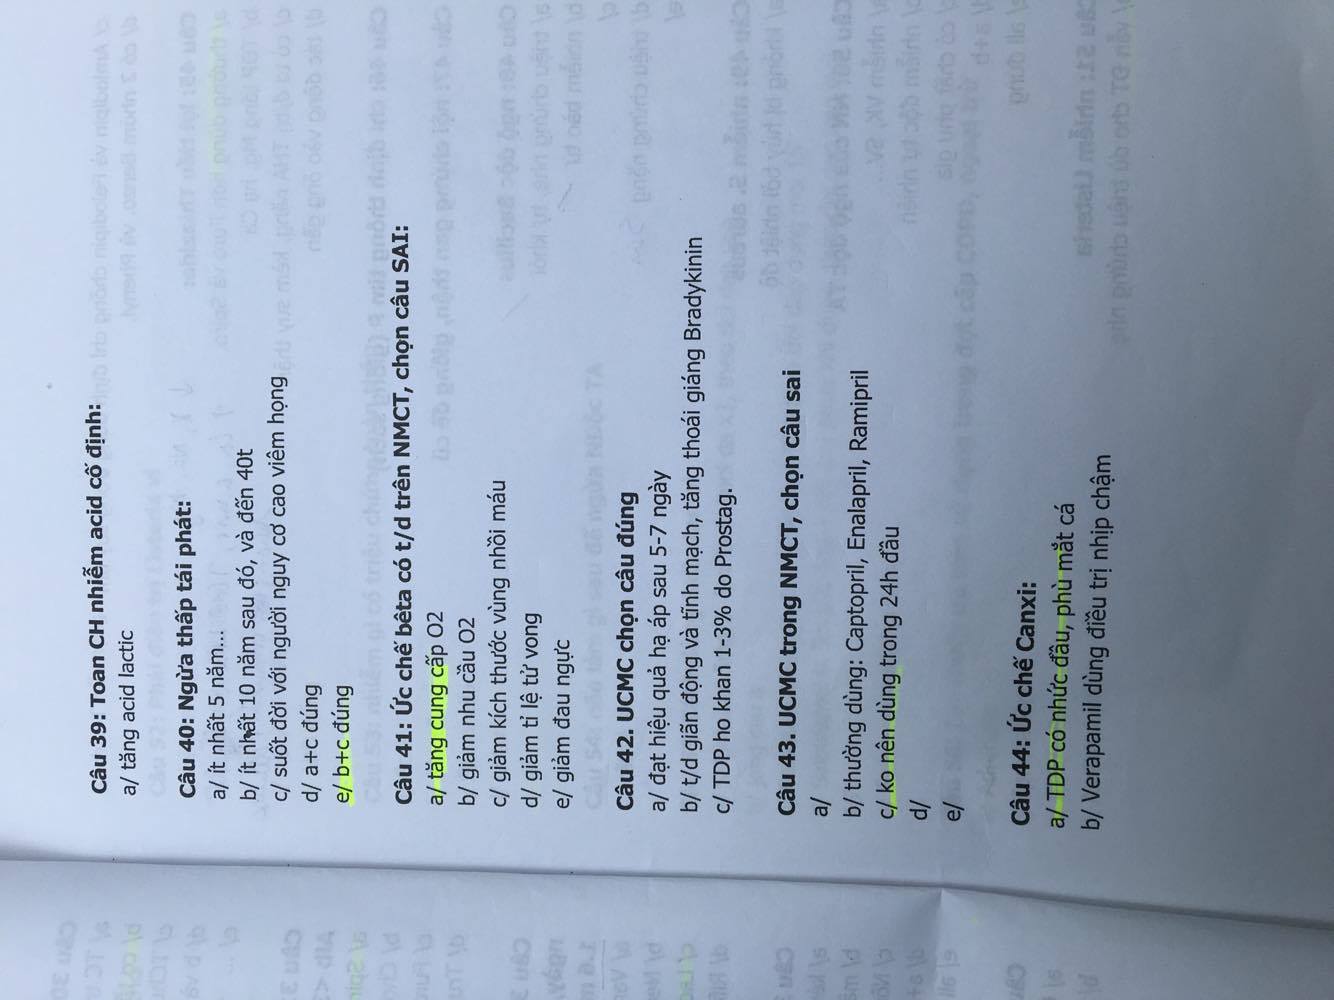 Câu 39: Toan CH nhiễm acid cố định:
a/ tăng acid lactic
Câu 40: Ngừa thấp tái phát:
a/ ít nhất 5 năm...
b/ ít nhất 10 năm sau đó, và đến 40t
c/ suốt đời với người nguy cơ cao viêm họng
d/ a+c đúng
e/ b+c đúng
Câu 41: Ức chế bêta có t/d trên NMCT, chọn câu SAI:
a/ tăng cung cấp O2
b/ giảm nhu cầu O2
c/ giảm kích thước vùng nhồi máu
d/ giảm tỉ lệ tử vong
e/ giảm đau ngực
Câu 42. UCMC chọn câu đúng
a/ đạt hiệu quả hạ áp sau 5-7 ngày
b/ t/d giãn động và tĩnh mạch, tăng thoái giáng Bradykinin
c/ TDP ho khan 1-3% do Prostag.
Câu 43. UCMC trong NMCT, chọn câu sai
a/
b/ thường dùng: Captopril, Enalapril, Ramipril
c/ ko nên dùng trong 24h đầu
d/
e/
Câu 44: Ức chế Canxi:
a/ TDP có nhức đầu, phù mắt cá
b/ Verapamil dùng điều trị nhịp chậm